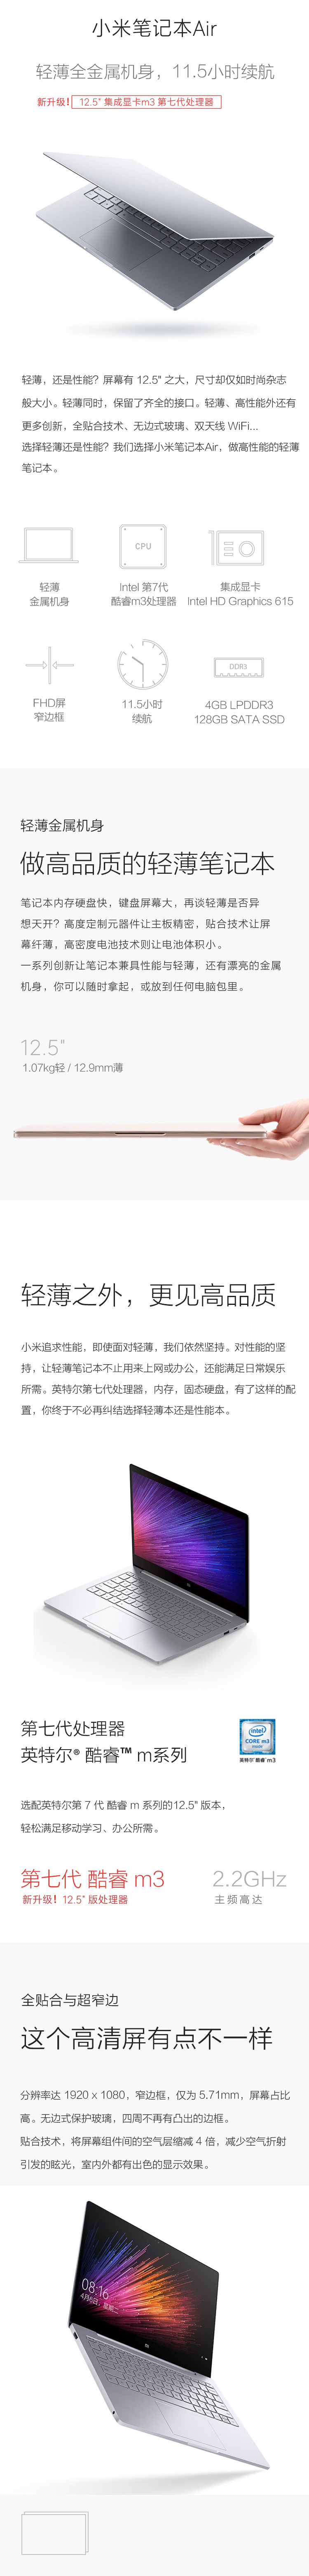 小米笔记本Air
轻薄全金属机身，11.5小时续航
新升级！ 12.5" 集成显卡m3 第七代处理器
轻薄，还是性能？屏幕有 12.5" 之大，尺寸却仅如时尚杂志
般大小。轻薄同时，保留了齐全的接口。轻薄、高性能外还有
更多创新，全贴合技术、无边式玻璃、双天线 WiFi...
选择轻薄还是性能？我们选择小米笔记本Air，做高性能的轻薄
笔记本。
CPU
轻薄
金属机身
Intel 第7代
酷睿m3处理器
集成显卡
Intel HD Graphics 615
DDR3
FHD屏
窄边框
11.5小时
续航
4GB LPDDR3
128GB SATA SSD
轻薄金属机身
做高品质的轻薄笔记本
笔记本内存硬盘快，键盘屏幕大，再谈轻薄是否异
想天开？高度定制元器件让主板精密，贴合技术让屏
幕纤薄，高密度电池技术则让电池体积小。
一系列创新让笔记本兼具性能与轻薄，还有漂亮的金属
机身，你可以随时拿起，或放到任何电脑包里。
12.5"
1.07kg轻 / 12.9mm薄
轻薄之外，更见高品质
小米追求性能，即使面对轻薄，我们依然坚持。对性能的坚
持，让轻薄笔记本不止用来上网或办公，还能满足日常娱乐
所需。英特尔第七代处理器，内存，固态硬盘，有了这样的配
置，你终于不必再纠结选择轻薄本还是性能本。
第七代处理器
英特尔® 酷睿™ m系列
intel
CORE m3
英特尔® 酷睿™ m3
选配英特尔第 7 代 酷睿 m 系列的12.5" 版本，
轻松满足移动学习、办公所需。
第七代 酷睿 m3
新升级！12.5" 版处理器
2.2GHz
主频高达
全贴合与超窄边
这个高清屏有点不一样
分辨率达 1920 x 1080，窄边框，仅为 5.71mm，屏幕占比
高。无边式保护玻璃，四周不再有凸出的边框。
贴合技术，将屏幕组件间的空气层缩减 4 倍，减少空气折射
引发的眩光，室内外都有出色的显示效果。
08:16